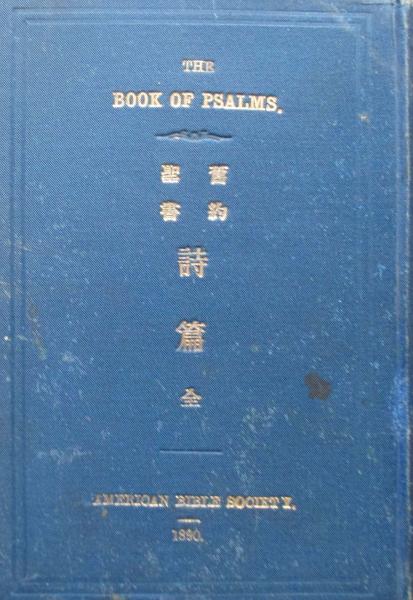 THE
BOOK OF PSALMS.
舊約
聖書
詩篇全
AMERICAN BIBLE SOCIETY.
1890.